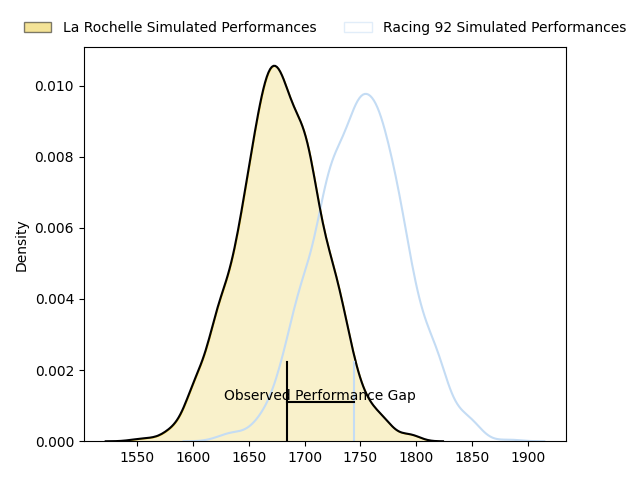 La Rochelle Simulated Performances
Racing 92 Simulated Performances
0.010
0.008
0.006
0.004
0.002
0.000
Density
Observed Performance Gap
1550 1600 1650 1700 1750 1800 1850 1900